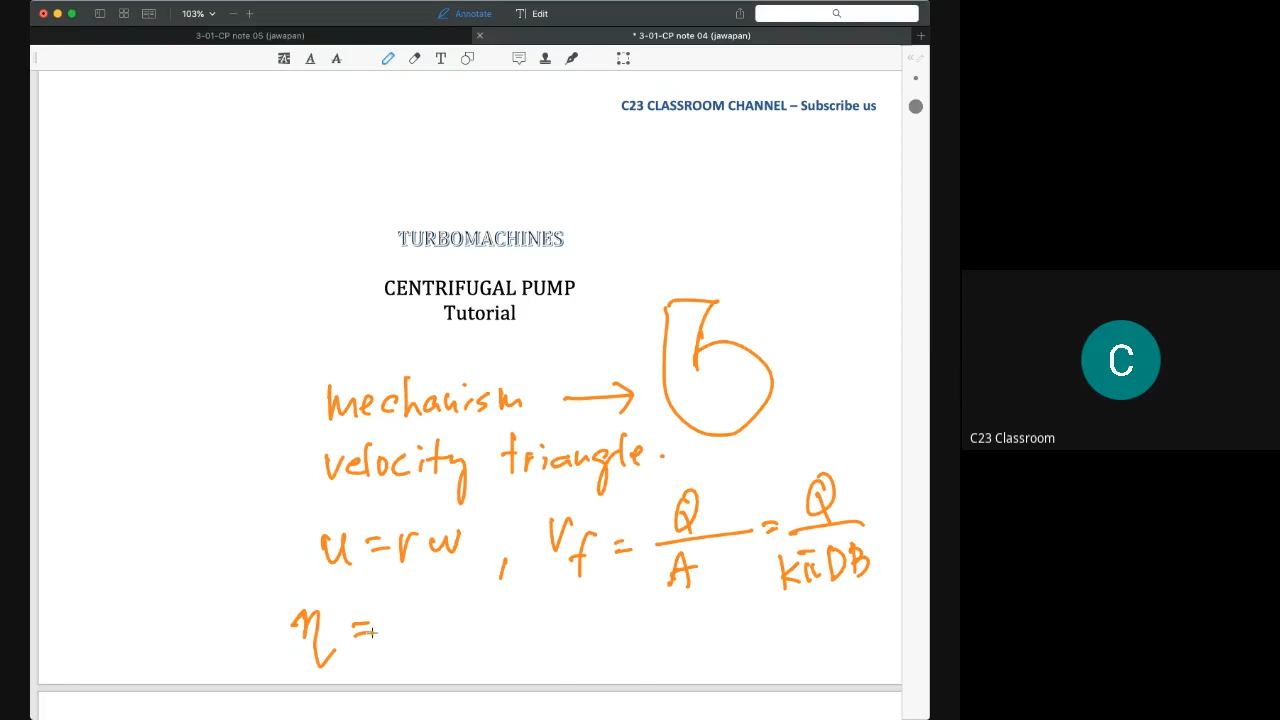 103%
Annotate
Edit
3-01-CP note 05 (jawapan)
* 3-01-CP note 04 (jawapan)
C23 CLASSROOM CHANNEL – Subscribe us
TURBOMACHINES
CENTRIFUGAL PUMP
Tutorial
mechanism →
velocity triangle.
u = rω , Vf = Q/A = Q/kπDB
η =
C
C23 Classroom